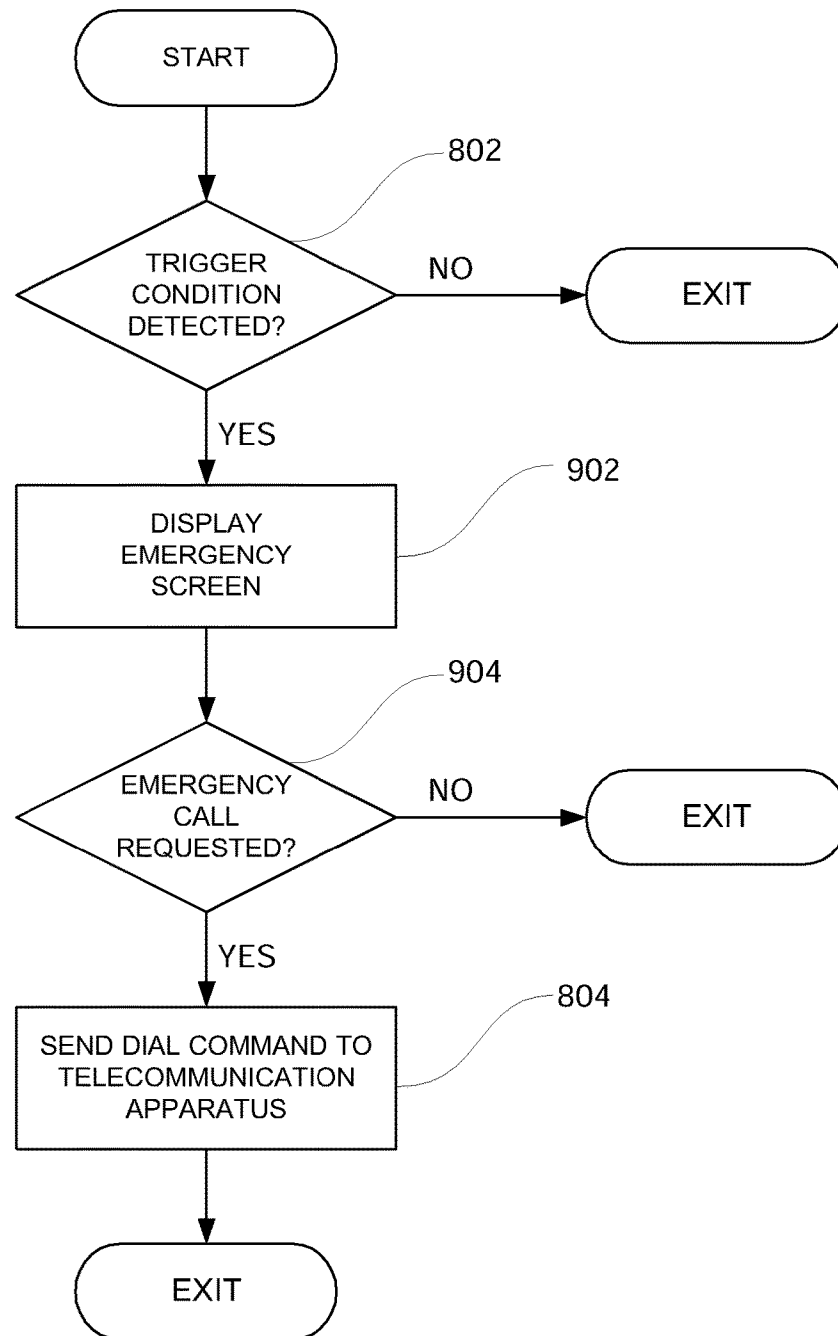 START
802
TRIGGER
CONDITION
DETECTED?
NO
EXIT
YES
902
DISPLAY
EMERGENCY
SCREEN
904
EMERGENCY
CALL
REQUESTED?
NO
EXIT
YES
804
SEND DIAL COMMAND TO
TELECOMMUNICATION
APPARATUS
EXIT